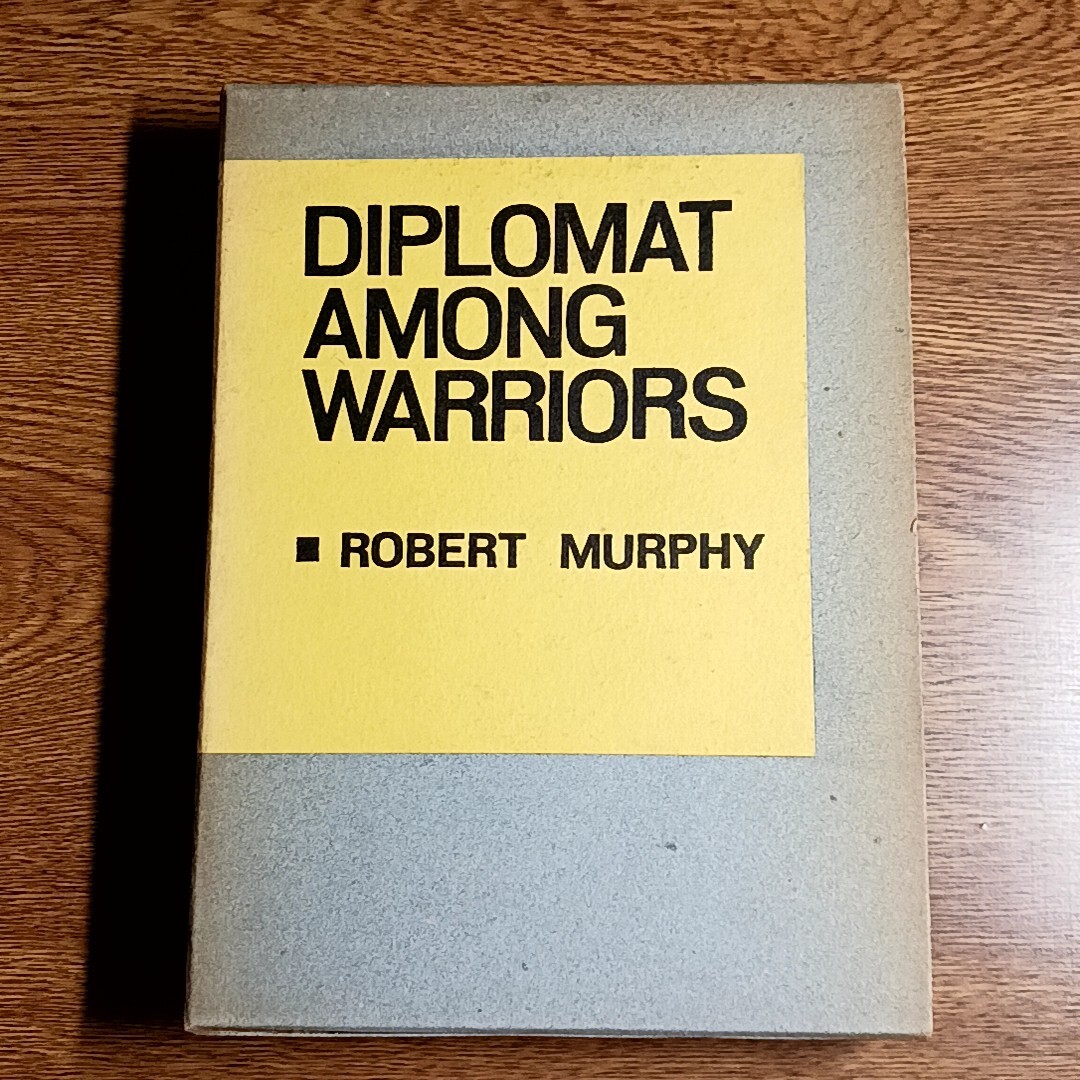 DIPLOMAT
AMONG
WARRIORS
■ ROBERT MURPHY